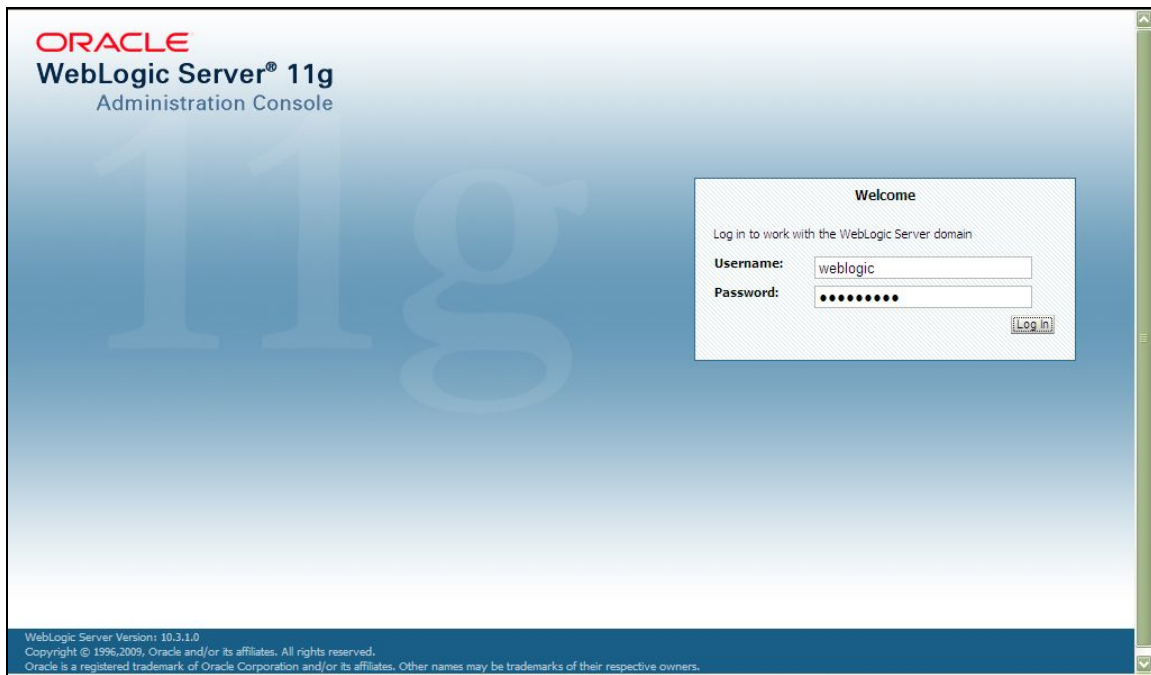 ORACLE
WebLogic Server® 11g
Administration Console
11g
Welcome
Log in to work with the WebLogic Server domain
Username: weblogic
Password: •••••••••
Log In
WebLogic Server Version: 10.3.1.0
Copyright © 1996,2009, Oracle and/or its affiliates. All rights reserved.
Oracle is a registered trademark of Oracle Corporation and/or its affiliates. Other names may be trademarks of their respective owners.